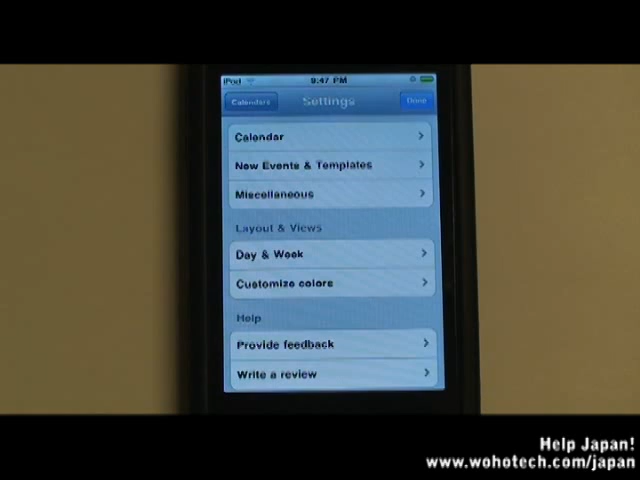 iPod 9:47 PM
Calendars Settings Done
Calendar
New Events & Templates
Miscellaneous
Layout & Views
Day & Week
Customize colors
Help
Provide feedback
Write a review
Help Japan!
www.wohotech.com/japan